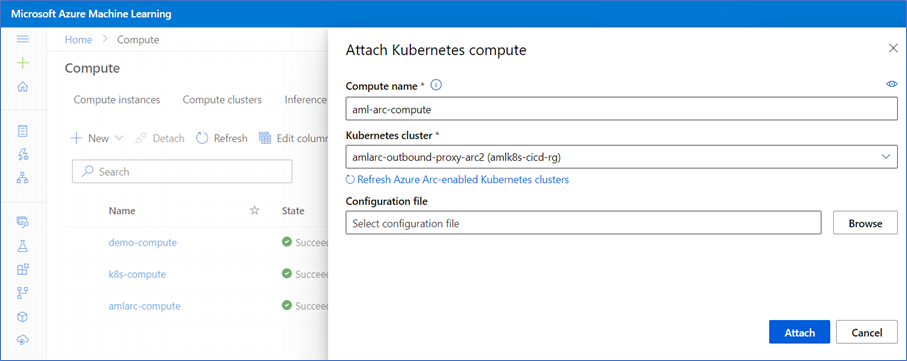 Microsoft Azure Machine Learning
Home > Compute
Compute
Compute instances Compute clusters Inference
New Detach Refresh Edit column
Search
Name State
demo-compute Succeed
k8s-compute Succeed
amlarc-compute Succeed
Attach Kubernetes compute
Compute name *
aml-arc-compute
Kubernetes cluster *
amlarc-outbound-proxy-arc2 (amlk8s-cicd-rg)
Refresh Azure Arc-enabled Kubernetes clusters
Configuration file
Select configuration file Browse
Attach Cancel